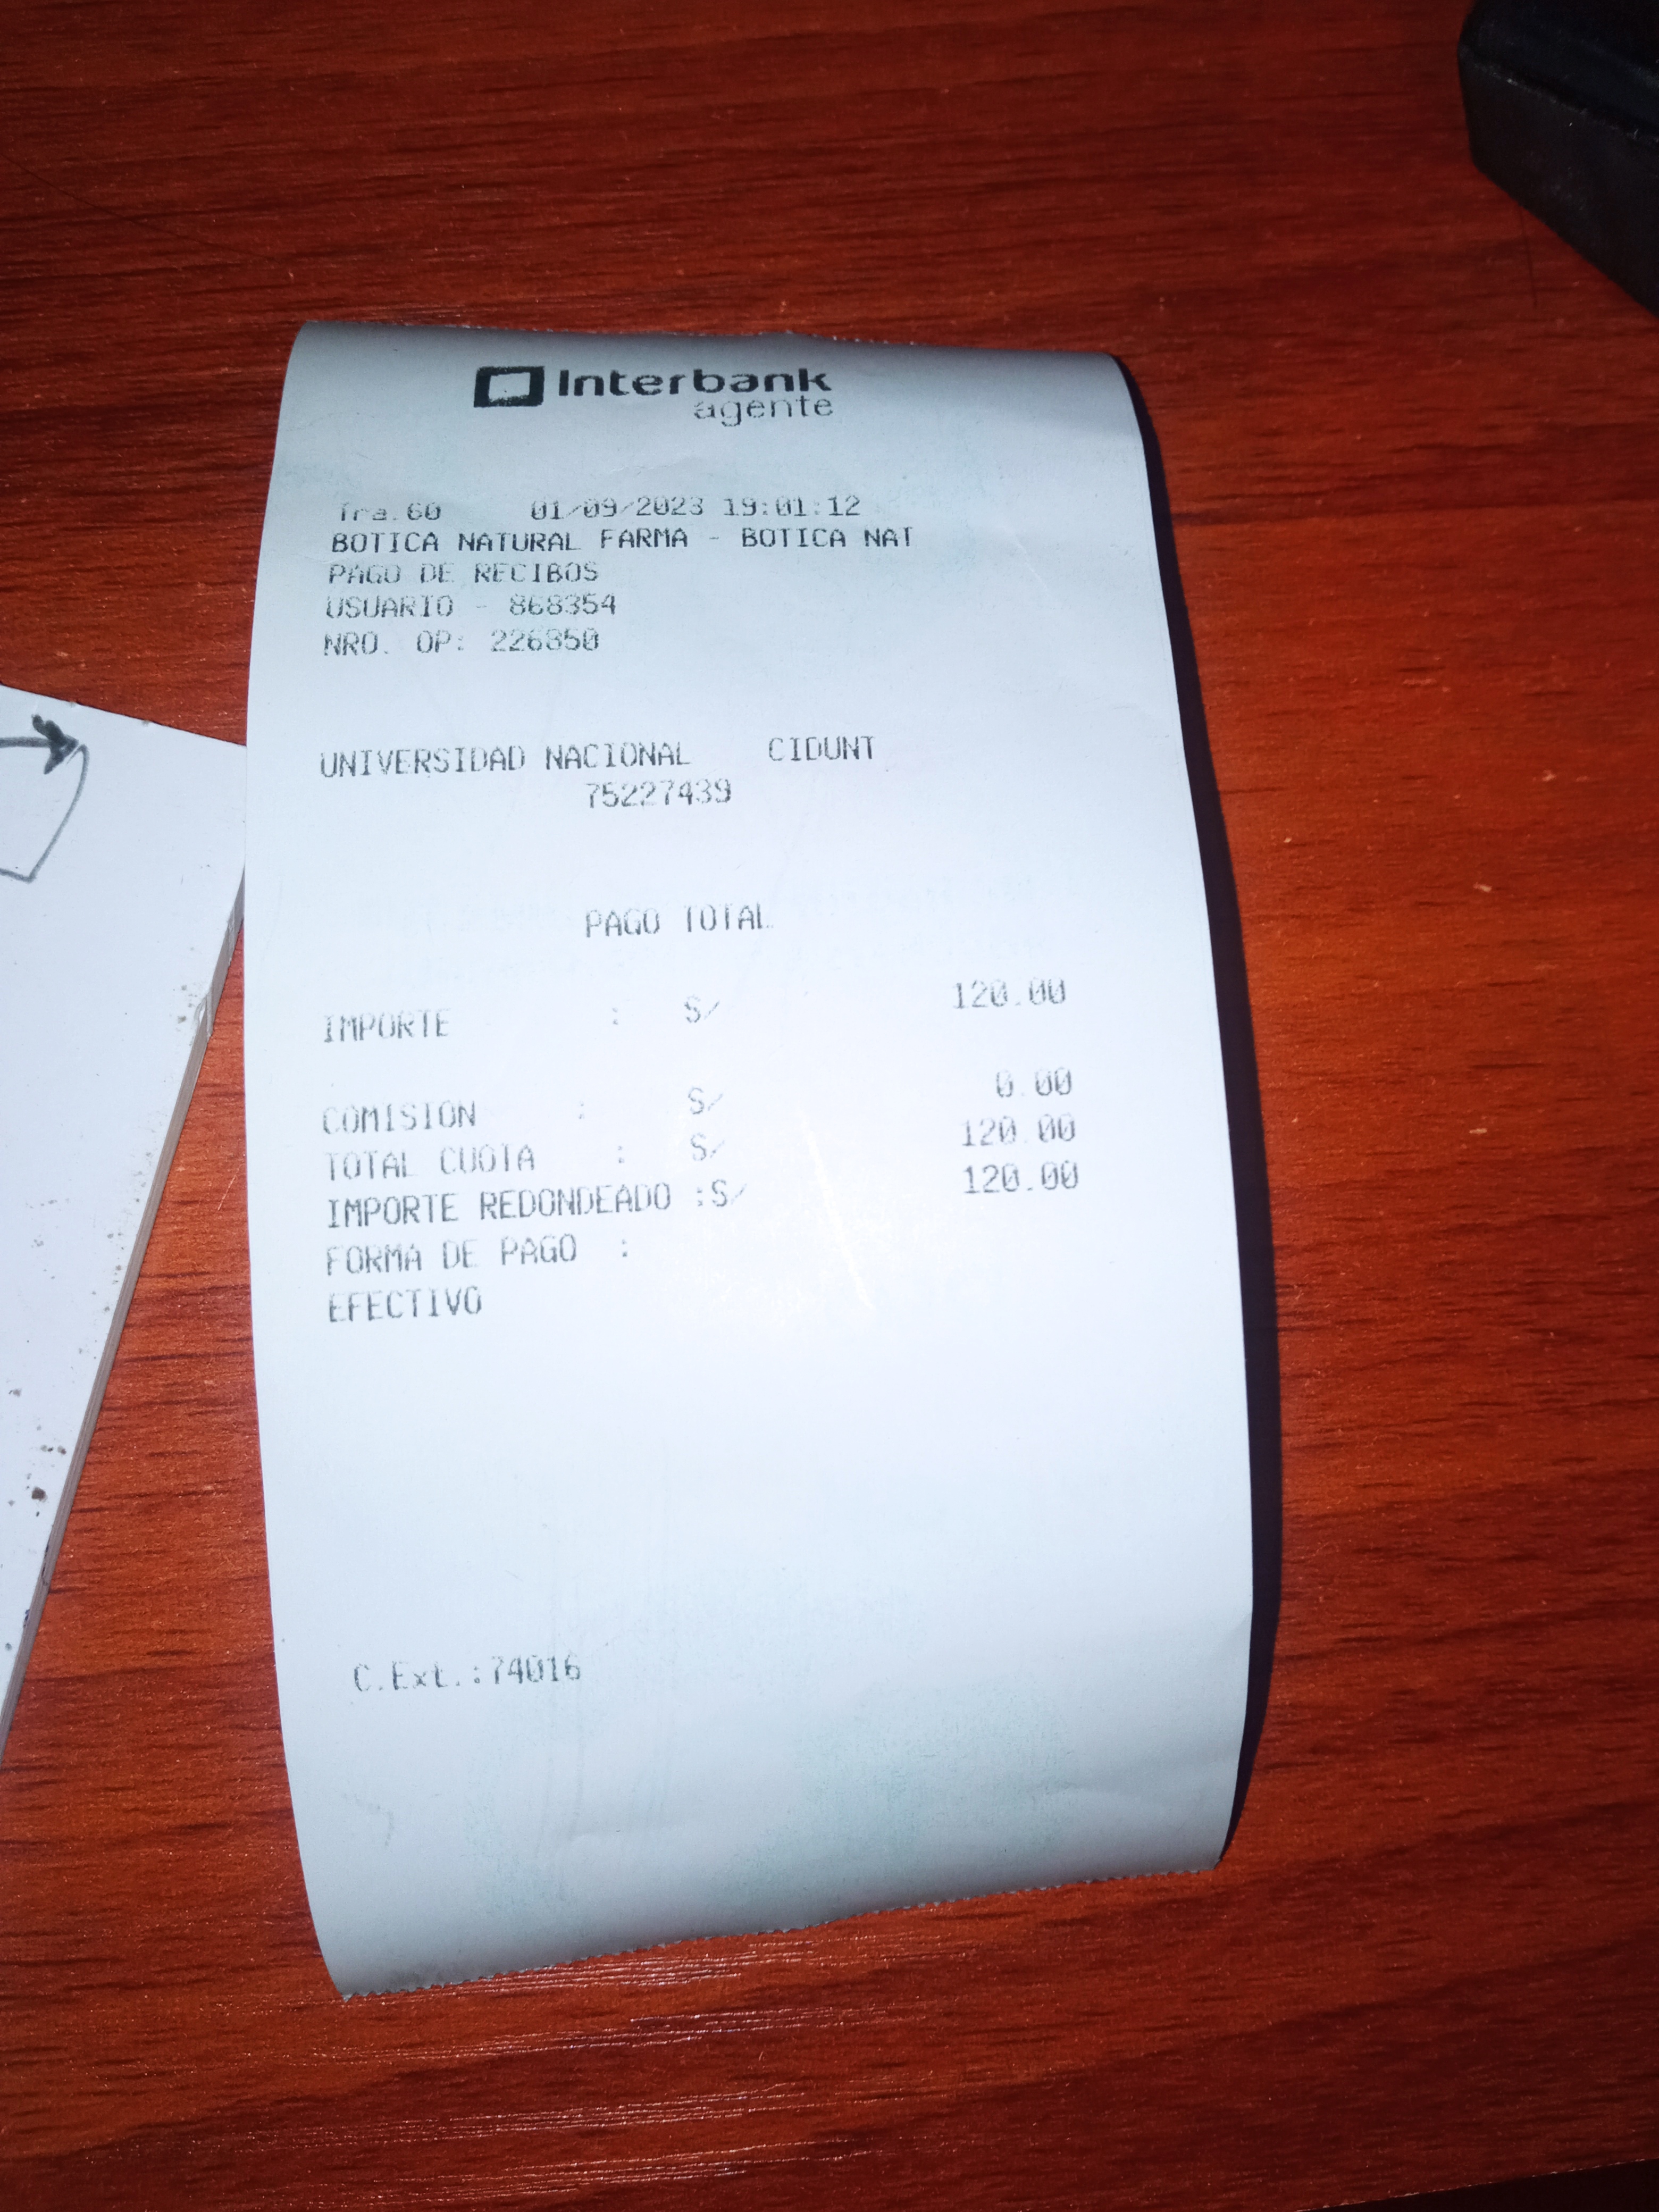 Interbank
agente
Tra.60 01/09/2023 19:01:12
BOTICA NATURAL FARMA - BOTICA NAT
PAGO DE RECIBOS
USUARIO - 868354
NRO. OP: 226850
UNIVERSIDAD NACIONAL CIDUNT
75227439
PAGO TOTAL
IMPORTE : S/ 120.00
COMISION : S/ 0.00
TOTAL CUOTA : S/ 120.00
IMPORTE REDONDEADO :S/ 120.00
FORMA DE PAGO :
EFECTIVO
C.Ext.:74016